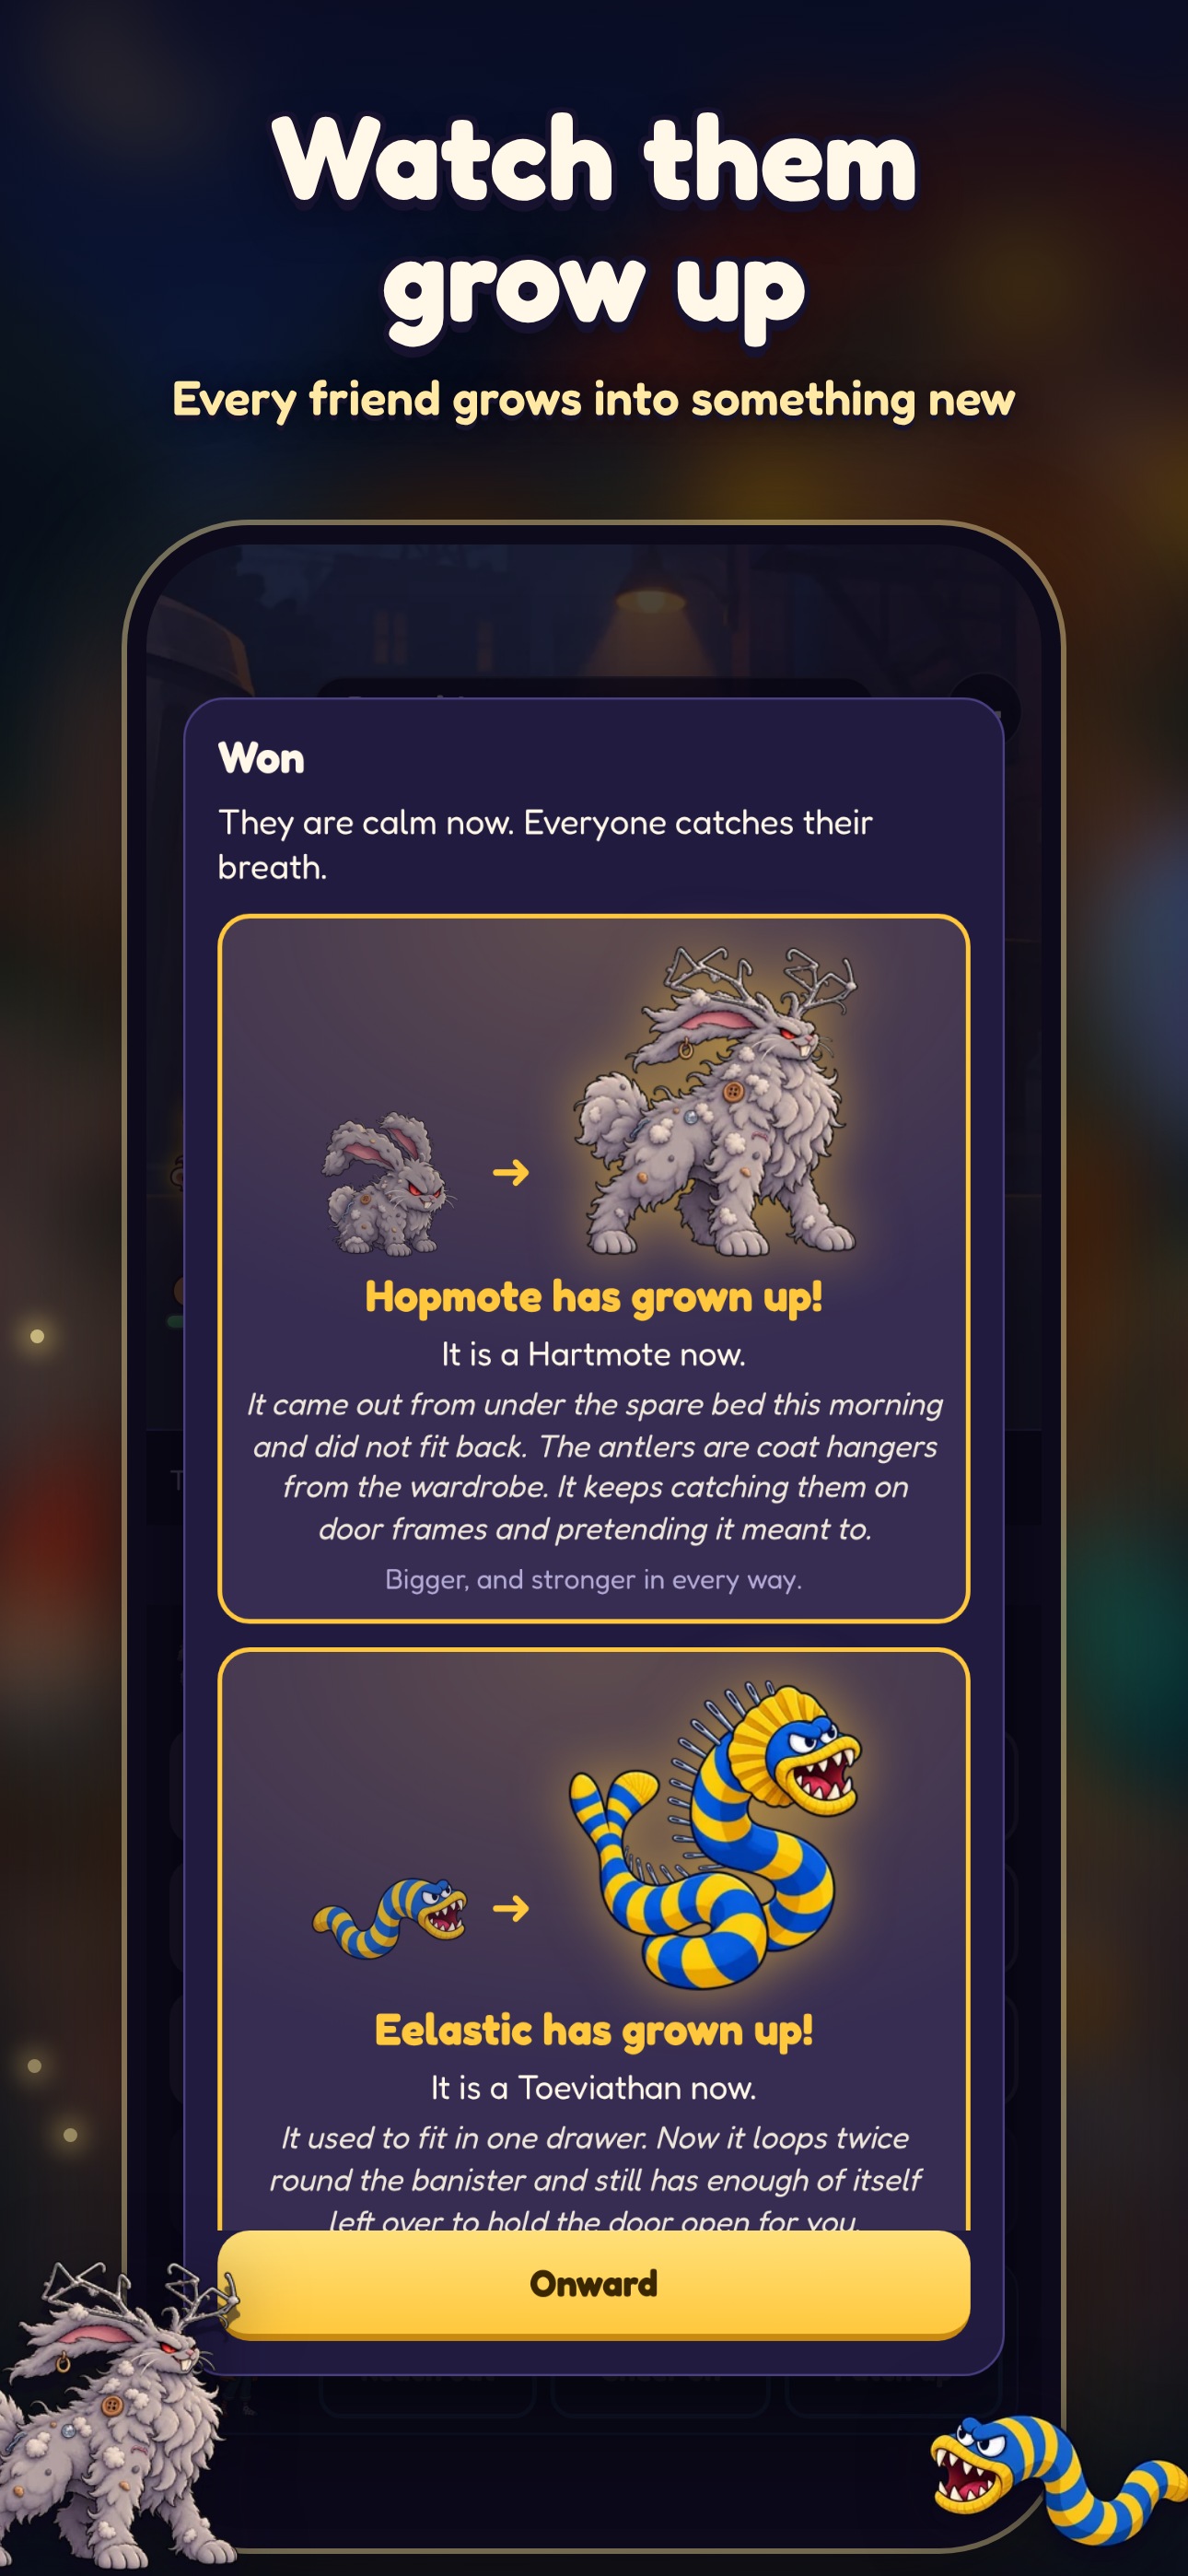 Watch them
grow up
Every friend grows into something new
Won
They are calm now. Everyone catches their
breath.
Hopmote has grown up!
It is a Hartmote now.
It came out from under the spare bed this morning
and did not fit back. The antlers are coat hangers
from the wardrobe. It keeps catching them on
door frames and pretending it meant to.
Bigger, and stronger in every way.
Eelastic has grown up!
It is a Toeviathan now.
It used to fit in one drawer. Now it loops twice
round the banister and still has enough of itself
left over to hold the door open for you.
Onward